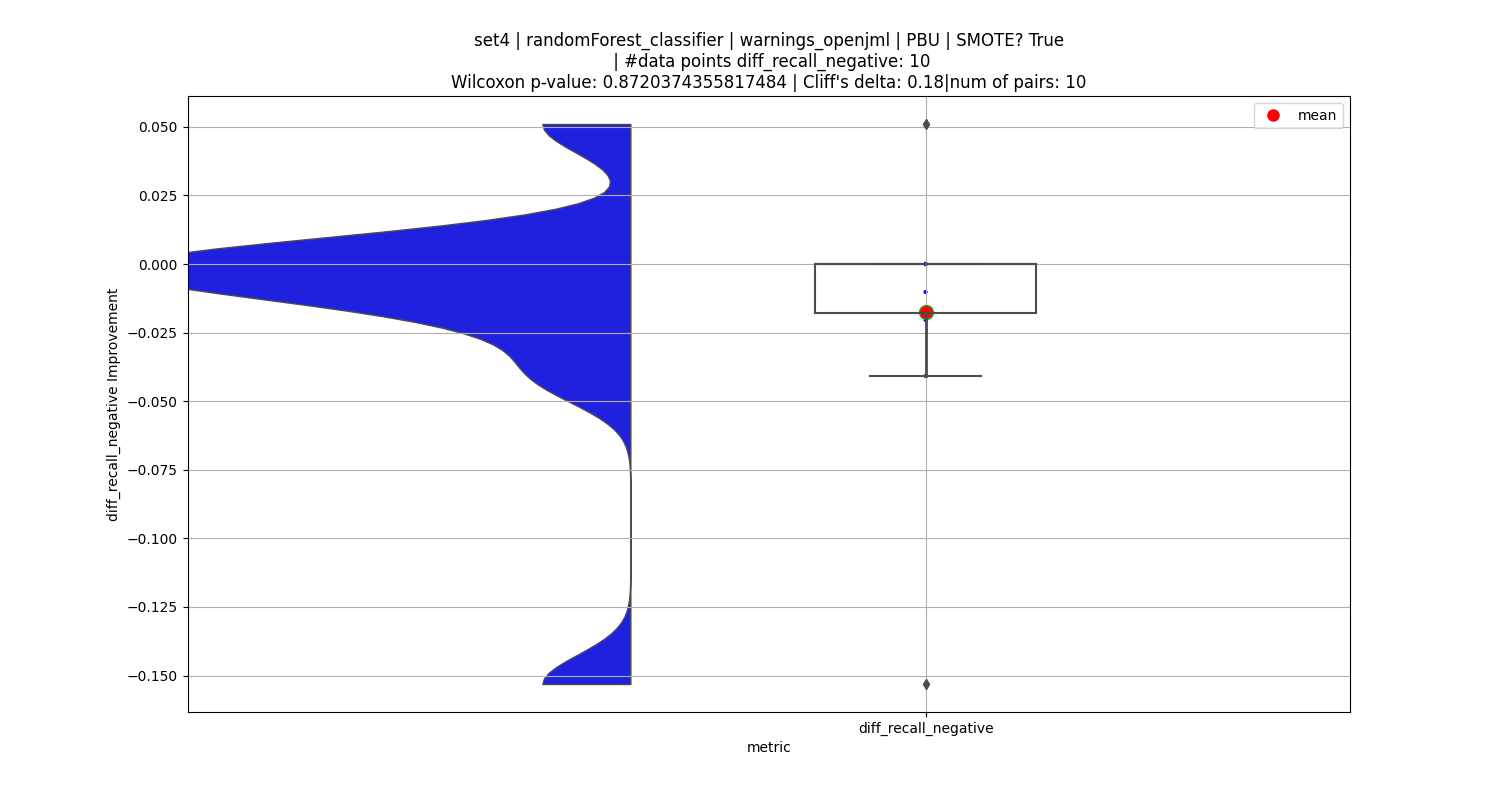 set4 | randomForest_classifier | warnings_openjml | PBU | SMOTE? True
| #data points diff_recall_negative: 10
Wilcoxon p-value: 0.8720374355817484 | Cliff's delta: 0.18|num of pairs: 10
mean
0.050
0.025
0.000
−0.025
−0.050
−0.075
−0.100
−0.125
−0.150
diff_recall_negative Improvement
diff_recall_negative
metric